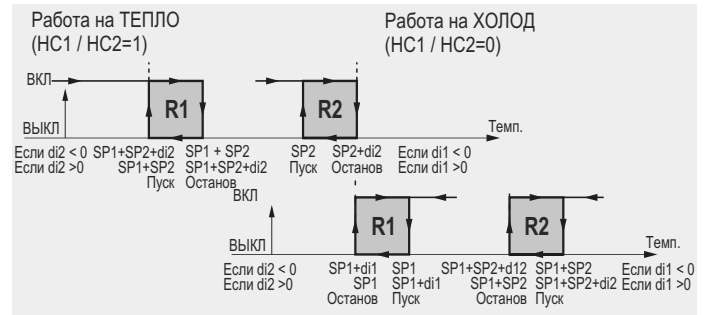 Работа на ТЕПЛО
(HC1 / HC2=1)
Работа на ХОЛОД
(HC1 / HC2=0)
ВКЛ
R1
R2
ВЫКЛ
Темп.
Если di2 < 0 SP1+SP2+di2 SP1 + SP2 SP2 SP2+di2 Если di1 < 0
Если di2 >0 SP1+SP2 SP1+SP2+di2 Пуск Останов Если di1 >0
Пуск Останов
ВКЛ
R1
R2
ВЫКЛ
Темп.
Если di2 < 0 SP1+di1 SP1 SP1+SP2+d12 SP1+SP2 Если di1 < 0
Если di2 >0 SP1 SP1+di1 SP1+SP2 SP1+SP2+di2 Если di1 >0
Останов Пуск Останов Пуск